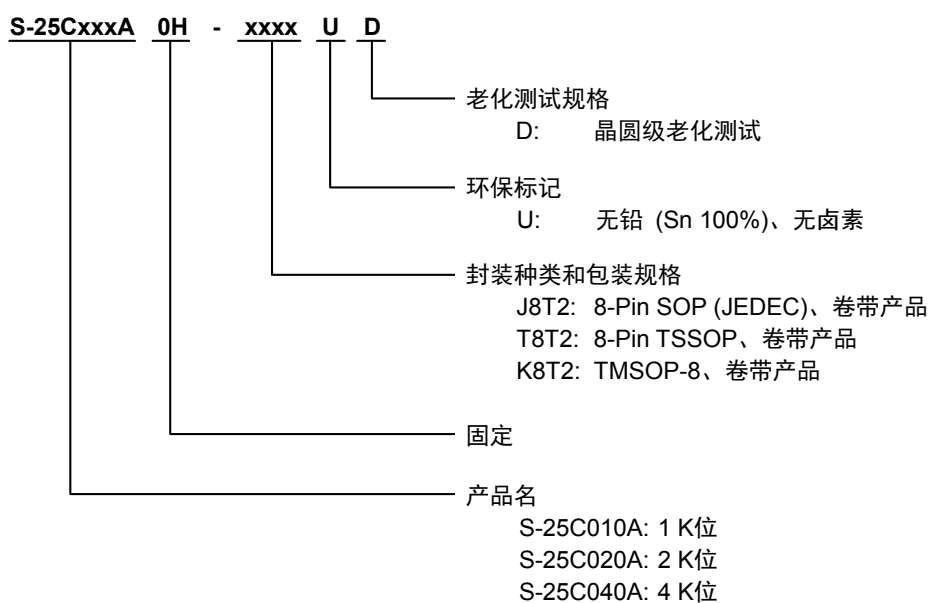 S-25CxxxA 0H - xxxx U D
老化测试规格
D: 晶圆级老化测试
环保标记
U: 无铅 (Sn 100%)、无卤素
封装种类和包装规格
J8T2: 8-Pin SOP (JEDEC)、卷带产品
T8T2: 8-Pin TSSOP、卷带产品
K8T2: TMSOP-8、卷带产品
固定
产品名
S-25C010A: 1 K位
S-25C020A: 2 K位
S-25C040A: 4 K位